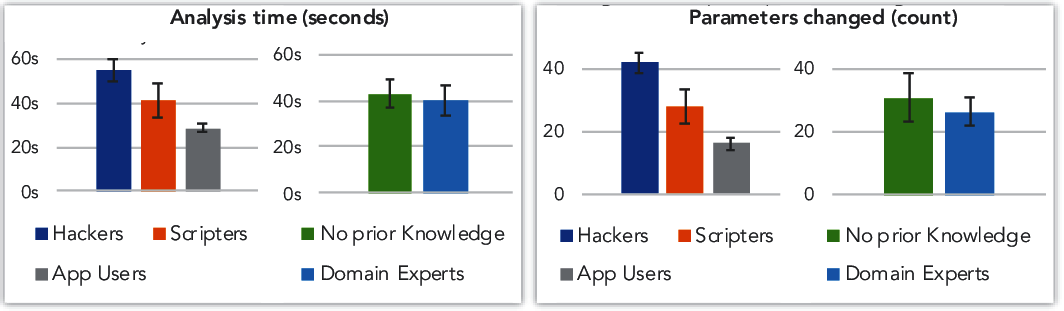 Analysis time (seconds)
60s
40s
20s
0s
60s
40s
20s
0s
Hackers
Scripters
App Users
No prior Knowledge
Domain Experts
Parameters changed (count)
40
20
0
40
20
0
Hackers
Scripters
App Users
No prior Knowledge
Domain Experts